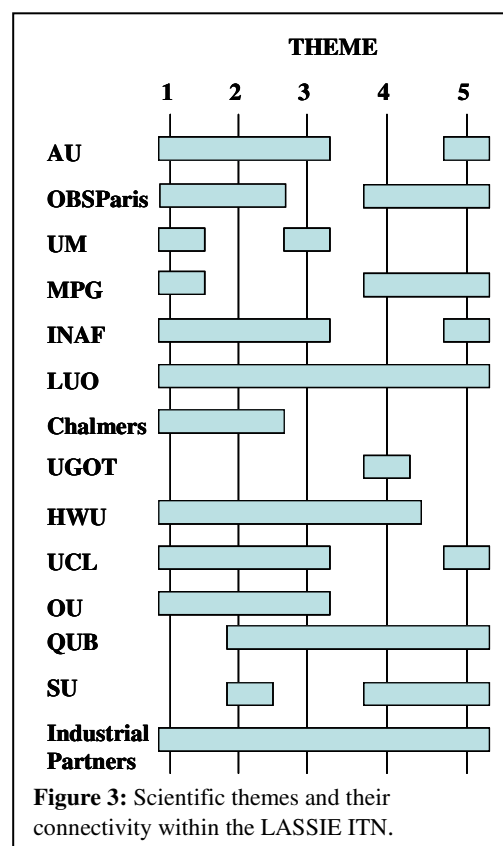 THEME
1 2 3 4 5
AU
OBSParis
UM
MPG
INAF
LUO
Chalmers
UGOT
HWU
UCL
OU
QUB
SU
Industrial
Partners
Figure 3: Scientific themes and their
connectivity within the LASSIE ITN.